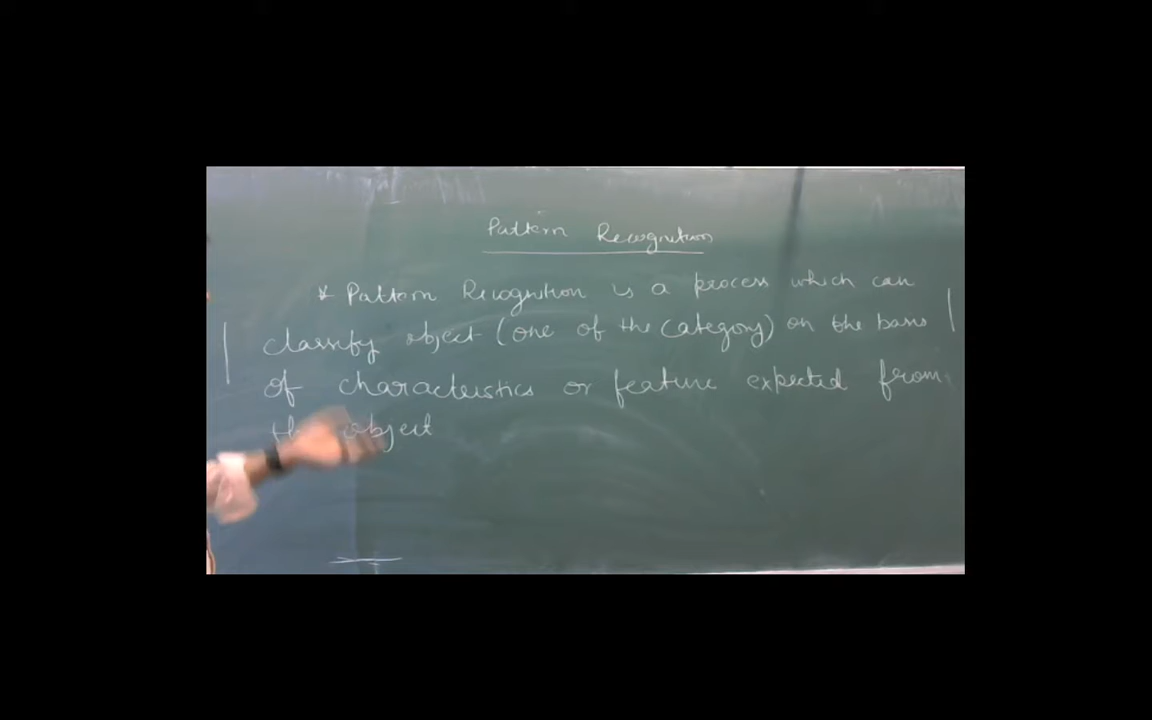 Pattern Recognition
* Pattern Recognition is a process which can
classify object (one of the category) on the basis
of characteristics or feature expected from
the object